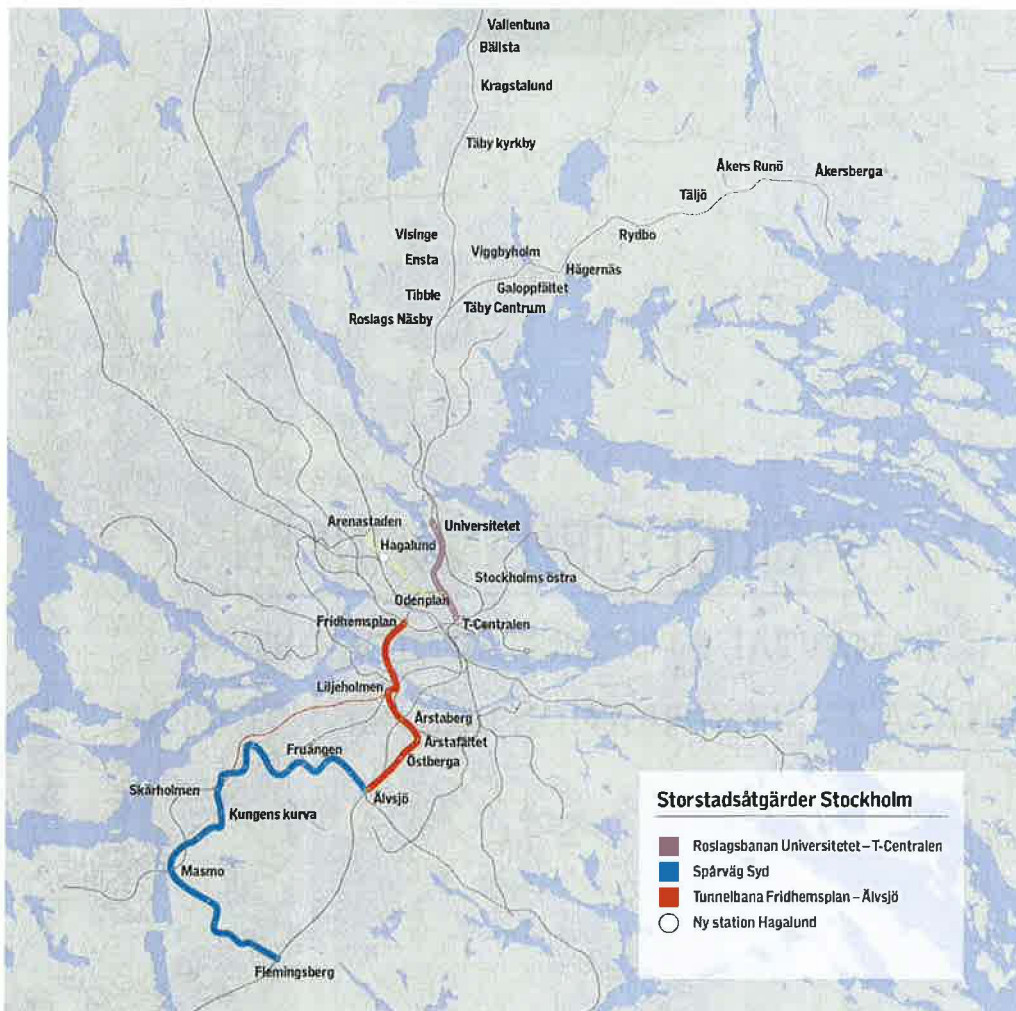 Vallentuna
Bällsta
Kragstalund
Täby kyrkby
Åkers Runö
Åkersberga
Täljö
Visinge
Rydbo
Viggbyholm
Ensta
Hägernäs
Galoppfältet
Tibble
Täby Centrum
Roslags Näsby
Arenastaden
Universitetet
Hagalund
Stockholms östra
Odenplan
Fridhemsplan
T-Centralen
Liljeholmen
Årstaberg
Årstafältet
Fruängen
Östberga
Skärholmen
Älvsjö
Kungens kurva
Masmo
Flemingsberg
Storstadsåtgärder Stockholm
Roslagsbanan Universitetet – T-Centralen
Spårväg Syd
Tunnelbana Fridhemsplan – Älvsjö
Ny station Hagalund